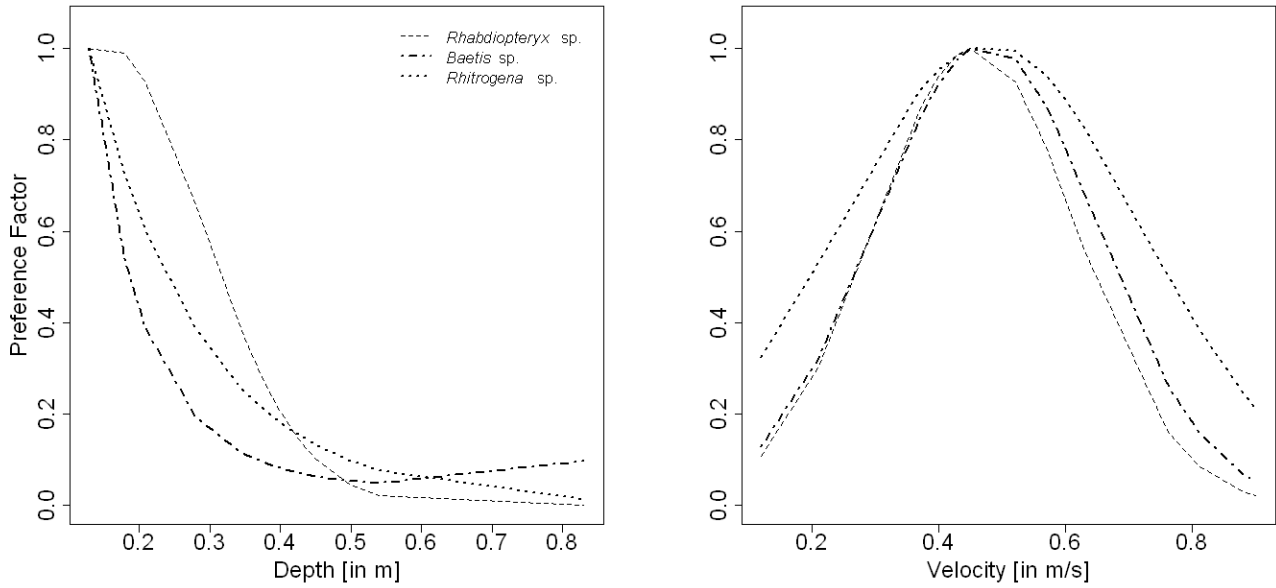 Preference Factor
0.0 0.2 0.4 0.6 0.8 1.0
Rhabdiopteryx sp.
Baetis sp.
Rhitrogena sp.
0.2 0.3 0.4 0.5 0.6 0.7 0.8
Depth [in m]
0.0 0.2 0.4 0.6 0.8 1.0
0.2 0.4 0.6 0.8
Velocity [in m/s]